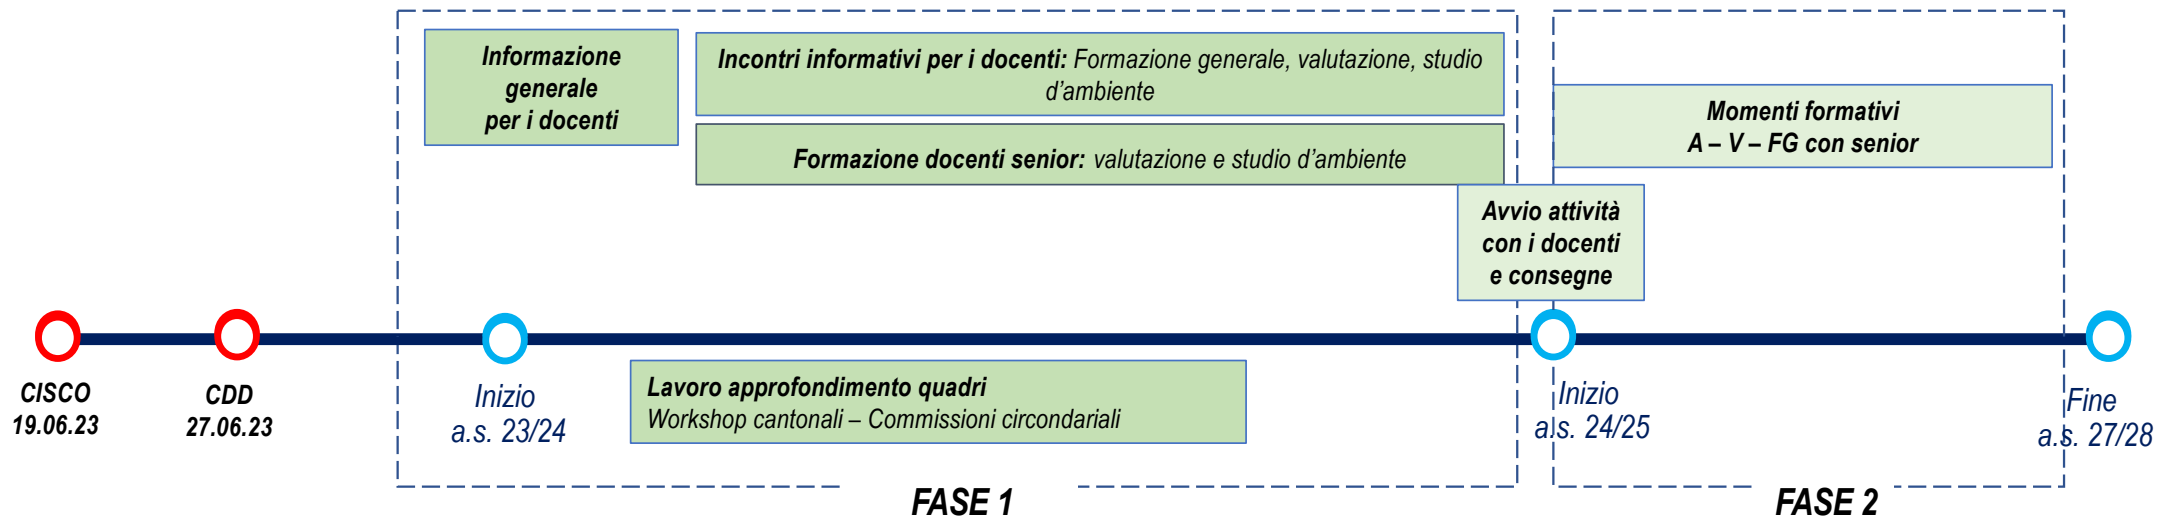 Informazione
generale
per i docenti
Incontri informativi per i docenti: Formazione generale, valutazione, studio
d’ambiente
Formazione docenti senior: valutazione e studio d’ambiente
Momenti formativi
A – V – FG con senior
Avvio attività
con i docenti
e consegne
CISCO
19.06.23
CDD
27.06.23
Inizio
a.s. 23/24
Lavoro approfondimento quadri
Workshop cantonali – Commissioni circondariali
Inizio
a.s. 24/25
Fine
a.s. 27/28
FASE 1
FASE 2